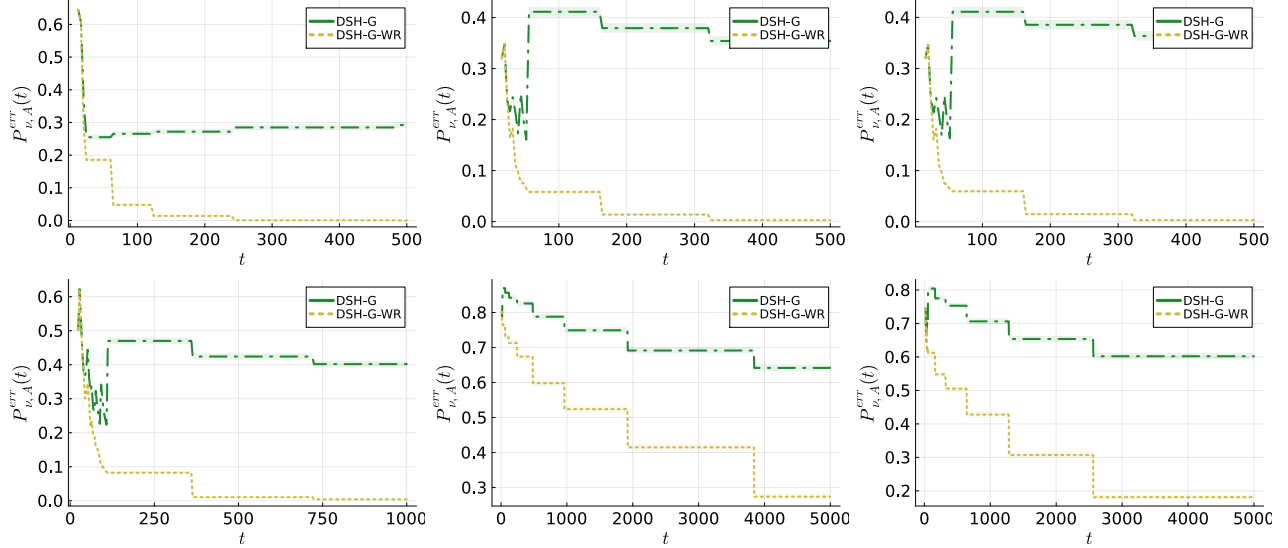 DSH-G
DSH-G-WR
0.6
0.5
0.4
0.3
0.2
0.1
0.0
P^{err}_{ν,A}(t)
0 100 200 300 400 500
t
DSH-G
DSH-G-WR
0.4
0.3
0.2
0.1
0.0
P^{err}_{ν,A}(t)
100 200 300 400 500
t
DSH-G
DSH-G-WR
0.4
0.3
0.2
0.1
0.0
P^{err}_{ν,A}(t)
100 200 300 400 500
t
DSH-G
DSH-G-WR
0.6
0.5
0.4
0.3
0.2
0.1
0.0
P^{err}_{ν,A}(t)
250 500 750 1000
t
DSH-G
DSH-G-WR
0.8
0.7
0.6
0.5
0.4
0.3
P^{err}_{ν,A}(t)
0 1000 2000 3000 4000 5000
t
DSH-G
DSH-G-WR
0.8
0.7
0.6
0.5
0.4
0.3
0.2
P^{err}_{ν,A}(t)
0 1000 2000 3000 4000 5000
t